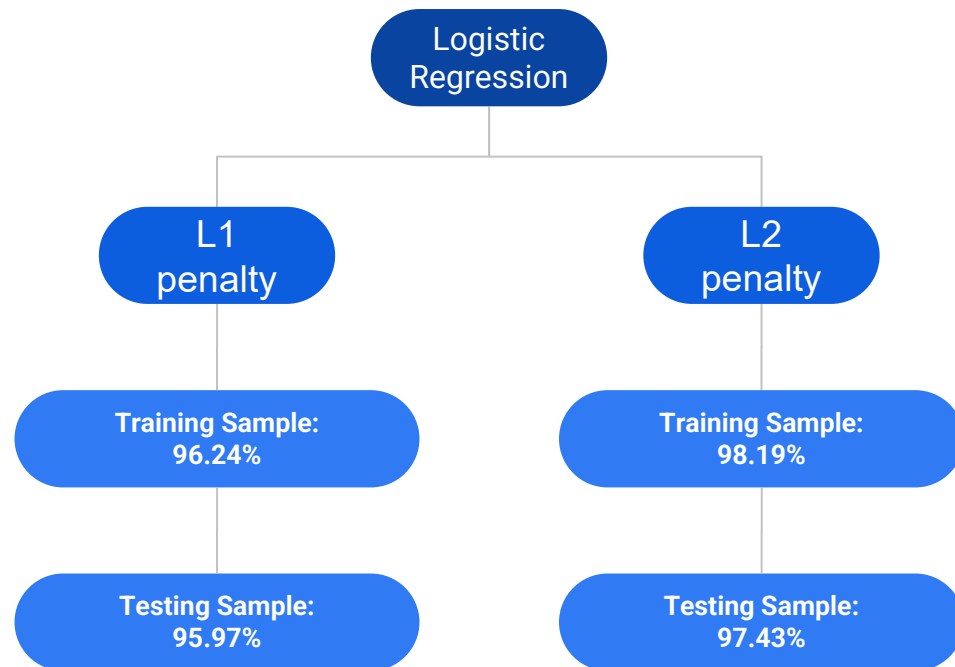 Logistic
Regression
L1
penalty
L2
penalty
Training Sample:
96.24%
Training Sample:
98.19%
Testing Sample:
95.97%
Testing Sample:
97.43%